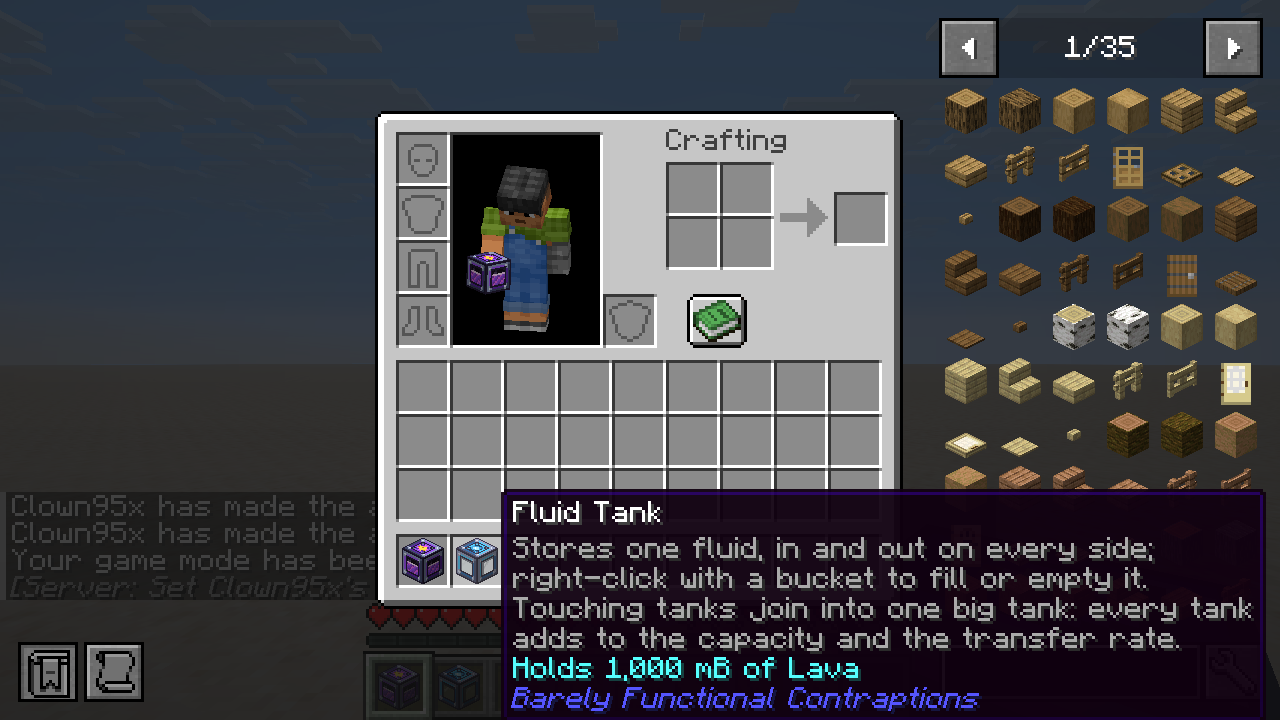 1/35
Crafting
Clown95x has made the a
Clown95x has made the a
Your game mode has bee
[Server: Set Clown95x's
Fluid Tank
Stores one fluid, in and out on every side;
right-click with a bucket to fill or empty it.
Touching tanks join into one big tank: every tank
adds to the capacity and the transfer rate.
Holds 1,000 mB of Lava
Barely Functional Contraptions